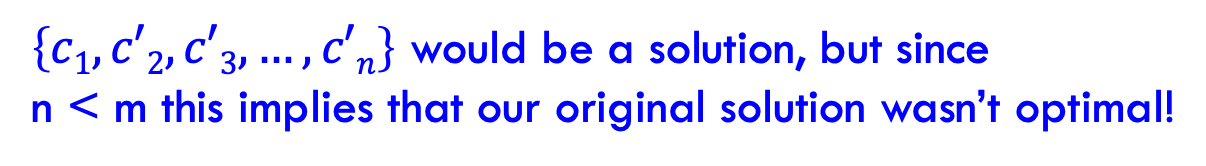 {c₁, c′₂, c′₃, … , c′ₙ} would be a solution, but since
n < m this implies that our original solution wasn’t optimal!